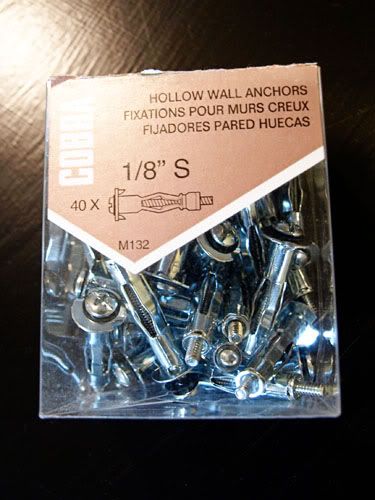 COBRA
HOLLOW WALL ANCHORS
FIXATIONS POUR MURS CREUX
FIJADORES PARED HUECAS
1/8" S
40 X
M132